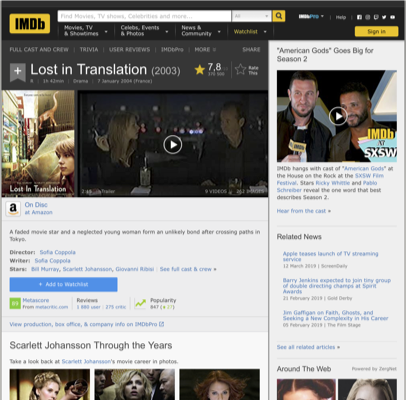 IMDb
Find Movies, TV shows, Celebrities and more...
All
IMDbPro
Help
Movies, TV & Showtimes
Celebs, Events & Photos
News & Community
Watchlist
Sign in
FULL CAST AND CREW | TRIVIA | USER REVIEWS | IMDbPro | MORE
SHARE
Lost in Translation (2003)
7,8
Rate This
1h 42min | Drama | 7 January 2004 (France)
Lost In Translation
Trailer
9 VIDEOS
On Disc
at Amazon
A faded movie star and a neglected young woman form an unlikely bond after crossing paths in
Tokyo.
Director: Sofia Coppola
Writer: Sofia Coppola
Stars: Bill Murray, Scarlett Johansson, Giovanni Ribisi | See full cast & crew »
+ Add to Watchlist
Metascore
From metacritic.com
Reviews
Popularity
View production, box office, & company info on IMDbPro
Scarlett Johansson Through the Years
Take a look back at Scarlett Johansson's movie career in photos.
"American Gods" Goes Big for
Season 2
IMDb
at
SXSW
IMDb hangs with cast of "American Gods" at
the House on the Rock at the SXSW Film
Festival. Stars Ricky Whittle and Pablo
Schreiber reveal the one word that best
describes Season 2.
Hear from the cast »
Related News
Apple teases launch of TV streaming
service
12 March 2019 | ScreenDaily
Barry Jenkins expected to join tiny group
of double directing champs at Spirit
Awards
21 February 2019 | Gold Derby
Jim Gaffigan on Faith, Ghosts, and
Seeking a New Complexity in His Career
05 February 2019 | The Film Stage
See all related articles »
Around The Web
Powered by ZergNet